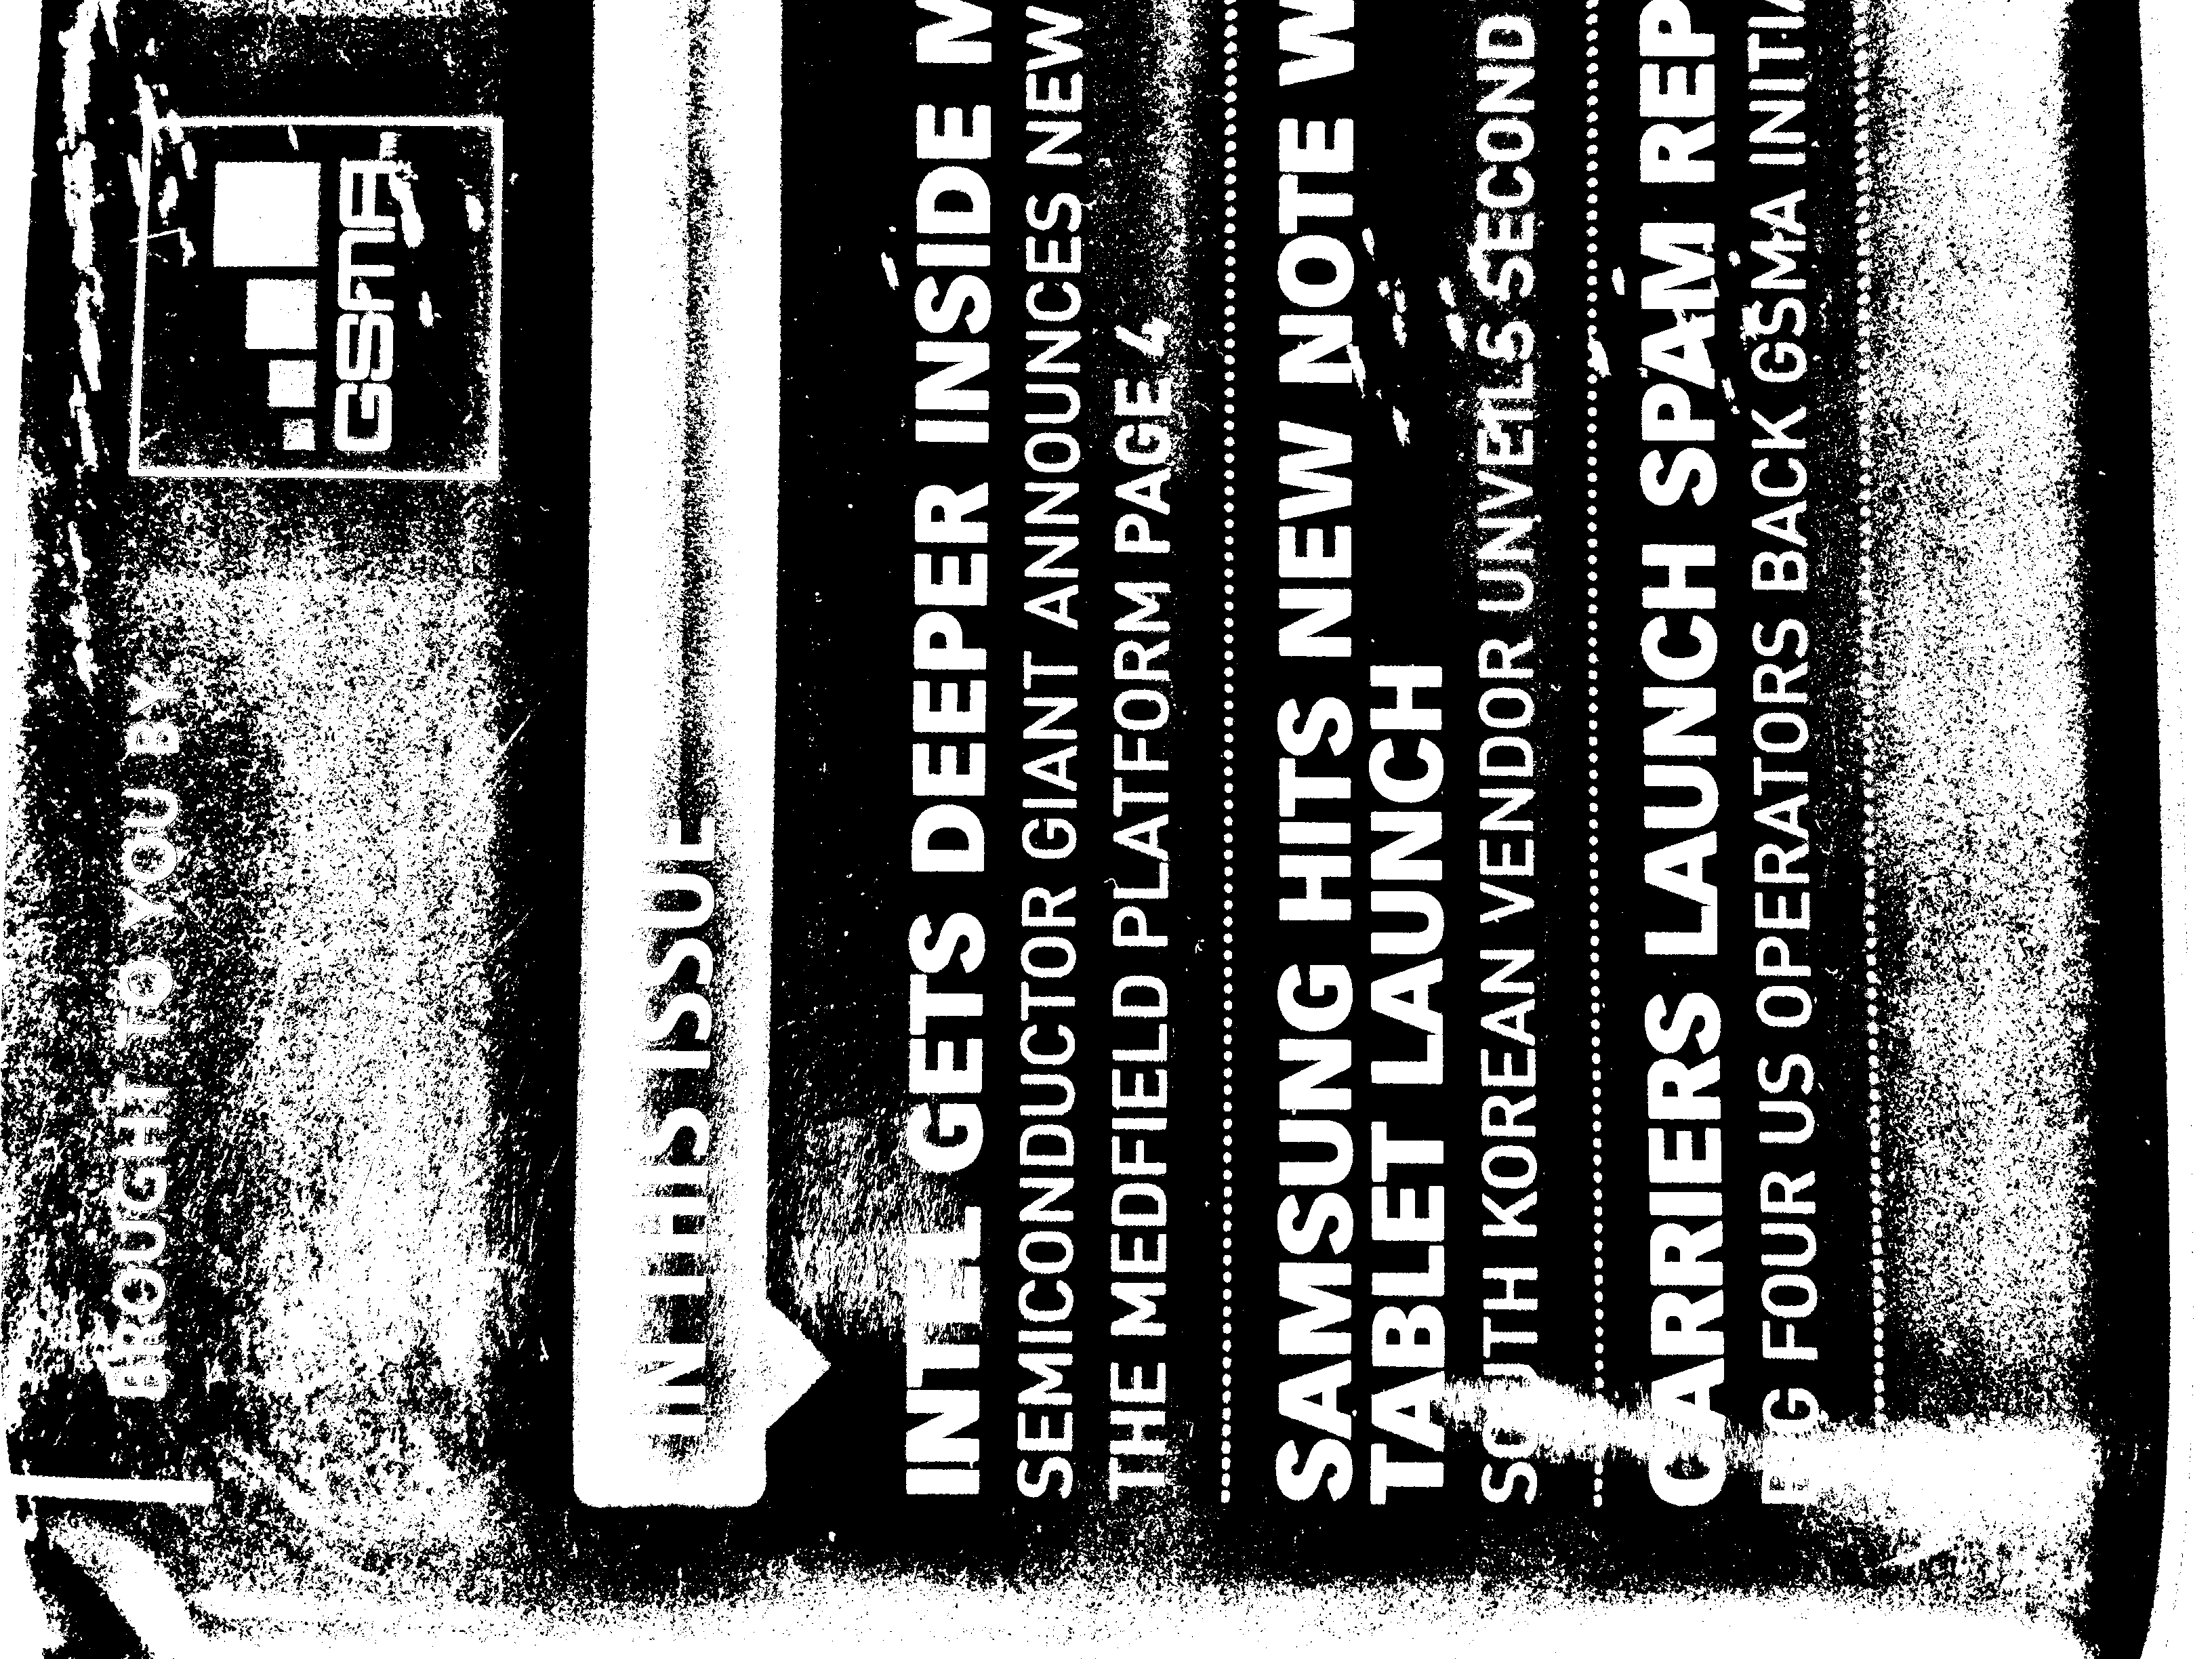 BROUGHT TO YOU BY
GSMA
IN THIS ISSUE
INTEL GETS DEEPER INSIDE M
SEMICONDUCTOR GIANT ANNOUNCES NEW
THE MEDFIELD PLATFORM PAGE 4
SAMSUNG HITS NEW NOTE W
TABLET LAUNCH
SOUTH KOREAN VENDOR UNVEILS SECOND
CARRIERS LAUNCH SPAM REP
BIG FOUR US OPERATORS BACK GSMA INITIA